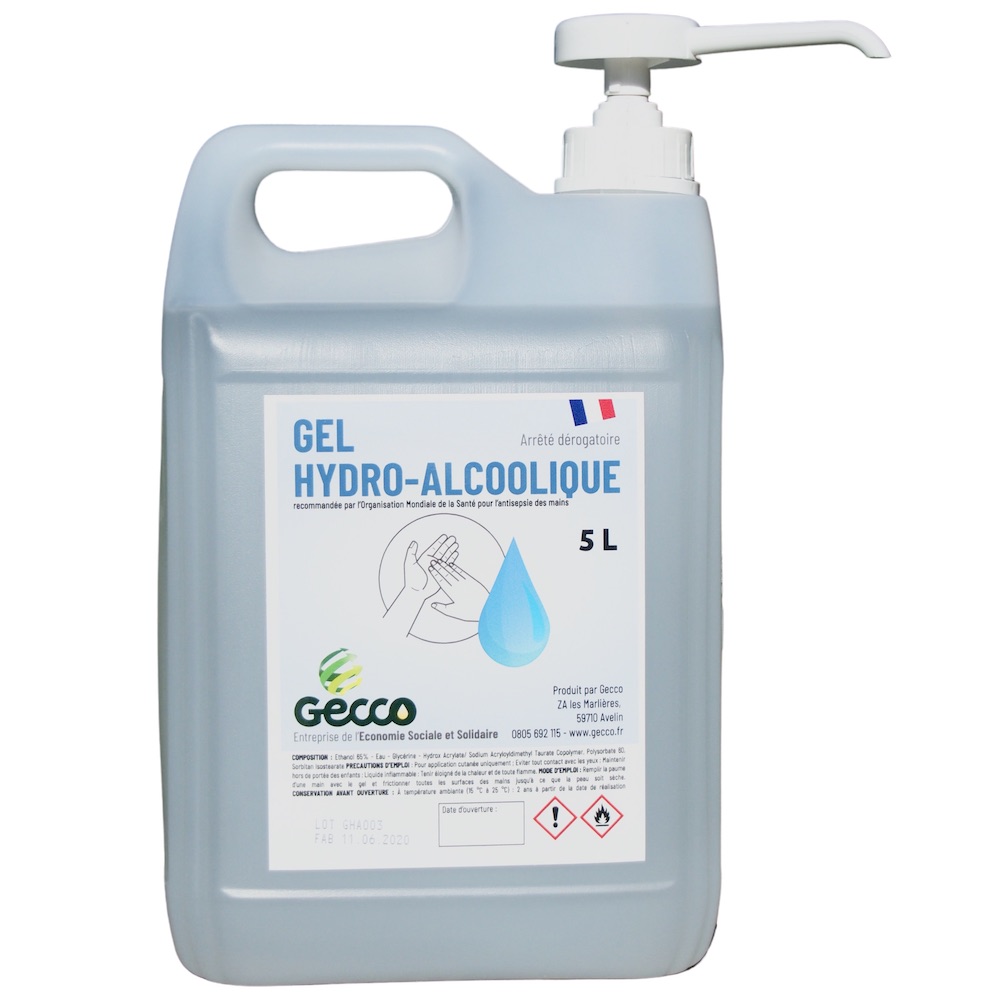 GEL
Arrêté dérogatoire
HYDRO-ALCOOLIQUE
recommandée par l'Organisation Mondiale de la Santé pour l'antisepsie des mains
5 L
Gecco
Entreprise de l'Economie Sociale et Solidaire
Produit par Gecco
ZA les Marlières,
59710 Avelin
0805 692 115 - www.gecco.fr
COMPOSITION : Ethanol 65% - Eau - Glycérine - Hydrox Acrylate/ Sodium Acryloyldimethyl Taurate Copolymer, Polysorbate 60,
Sorbitan Isostearate PRECAUTIONS D'EMPLOI : Pour application cutanée uniquement : Éviter tout contact avec les yeux : Maintenir
hors de portée des enfants : Liquide inflammable : Tenir éloigné de la chaleur et de toute flamme. MODE D'EMPLOI : Remplir la paume
d'une main avec le gel et frictionner toutes les surfaces des mains jusqu'à ce que la peau soit sèche.
CONSERVATION AVANT OUVERTURE : À température ambiante (15 °C à 25 °C) : 2 ans à partir de la date de réalisation
Date d'ouverture :
LOT GHA003
FAB 11 06 2020